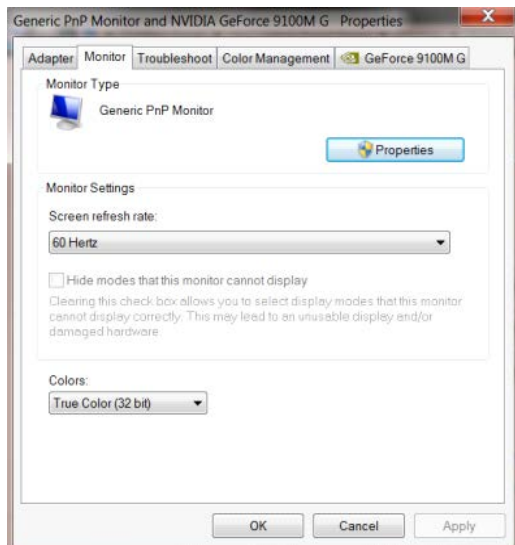 Generic PnP Monitor and NVIDIA GeForce 9100M G Properties
Adapter Monitor Troubleshoot Color Management GeForce 9100M G
Monitor Type
Generic PnP Monitor
Properties
Monitor Settings
Screen refresh rate:
60 Hertz
Hide modes that this monitor cannot display
Clearing this check box allows you to select display modes that this monitor
cannot display correctly. This may lead to an unusable display and/or
damaged hardware.
Colors:
True Color (32 bit)
OK Cancel Apply